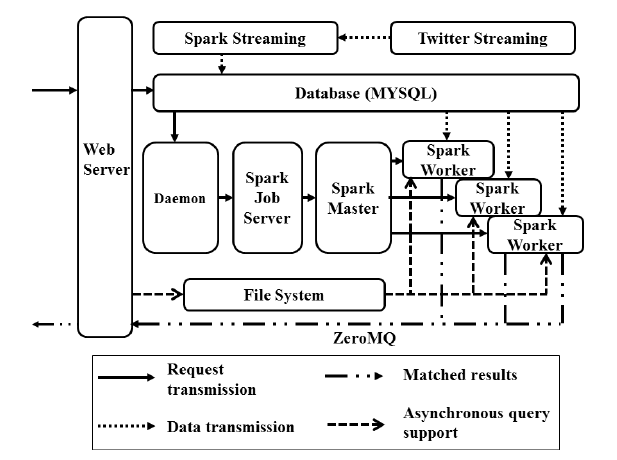 Spark Streaming
Twitter Streaming
Database (MYSQL)
Web
Server
Daemon
Spark
Job
Server
Spark
Master
Spark
Worker
Spark
Worker
Spark
Worker
File System
ZeroMQ
Request
transmission
Matched results
Data transmission
Asynchronous query
support